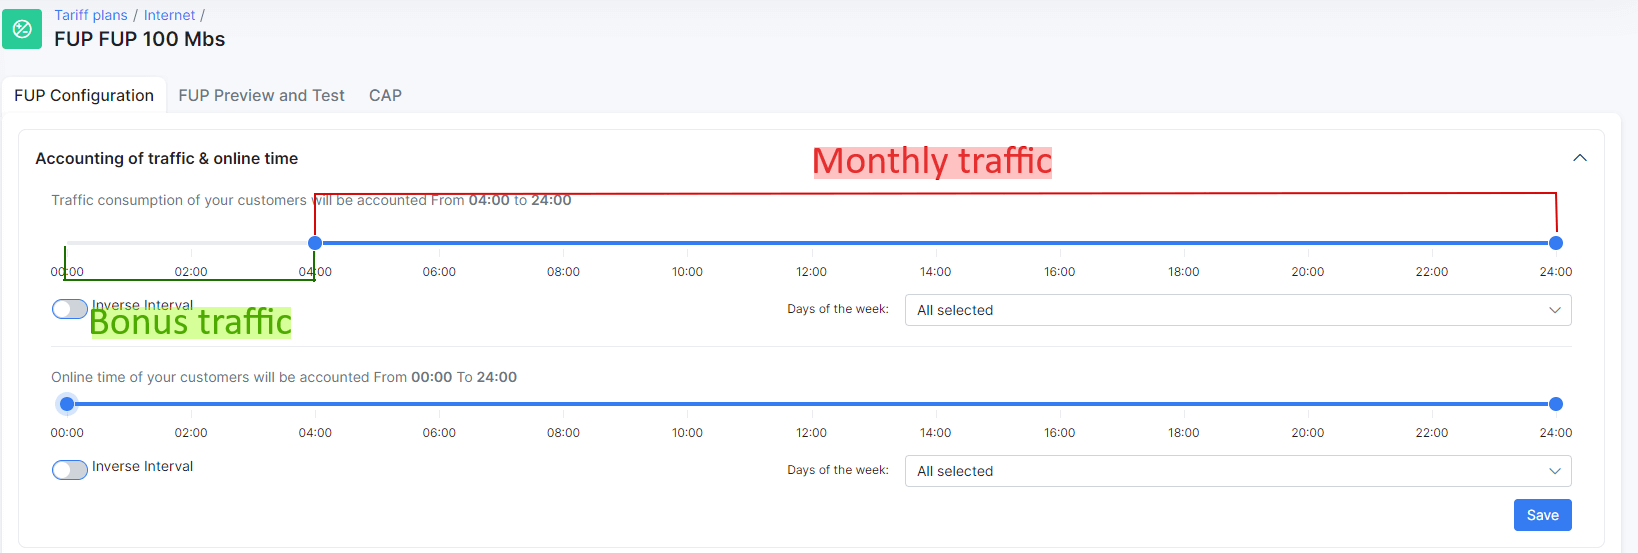 Tariff plans / Internet /
FUP FUP 100 Mbs
FUP Configuration FUP Preview and Test CAP
Accounting of traffic & online time
Monthly traffic
Traffic consumption of your customers will be accounted From 04:00 to 24:00
00:00 02:00 04:00 06:00 08:00 10:00 12:00 14:00 16:00 18:00 20:00 22:00 24:00
Inverse Interval
Days of the week: All selected
Bonus traffic
Online time of your customers will be accounted From 00:00 To 24:00
00:00 02:00 04:00 06:00 08:00 10:00 12:00 14:00 16:00 18:00 20:00 22:00 24:00
Inverse Interval
Days of the week: All selected
Save